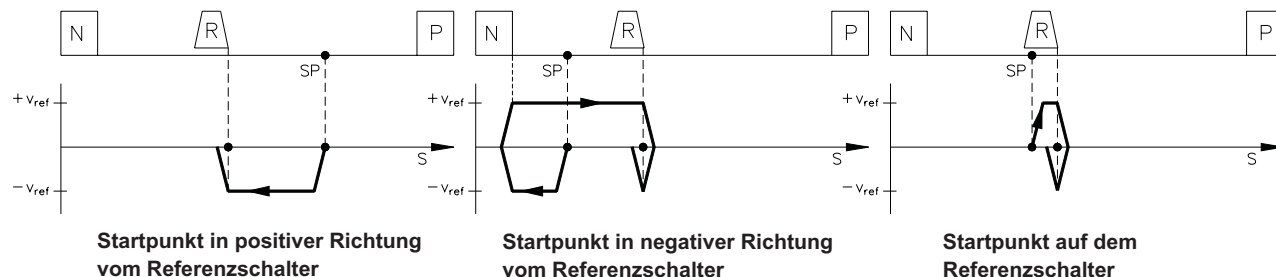 N R P N R P N R P
SP SP SP
+ vref + vref + vref
S S S
− vref − vref − vref
Startpunkt in positiver Richtung
vom Referenzschalter
Startpunkt in negativer Richtung
vom Referenzschalter
Startpunkt auf dem
Referenzschalter